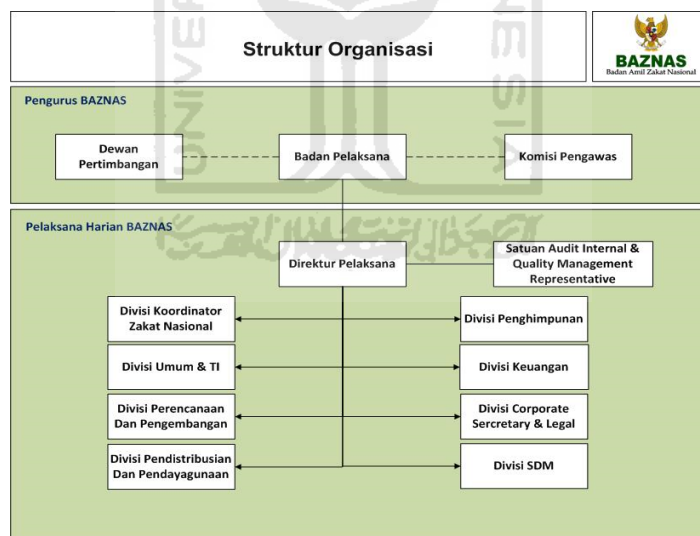 Struktur Organisasi
BAZNAS
Badan Amil Zakat Nasional
Pengurus BAZNAS
Dewan
Pertimbangan
Badan Pelaksana
Komisi Pengawas
Pelaksana Harian BAZNAS
Direktur Pelaksana
Satuan Audit Internal &
Quality Management
Representative
Divisi Koordinator
Zakat Nasional
Divisi Penghimpunan
Divisi Umum & TI
Divisi Keuangan
Divisi Perencanaan
Dan Pengembangan
Divisi Corporate
Sercretary & Legal
Divisi Pendistribusian
Dan Pendayagunaan
Divisi SDM